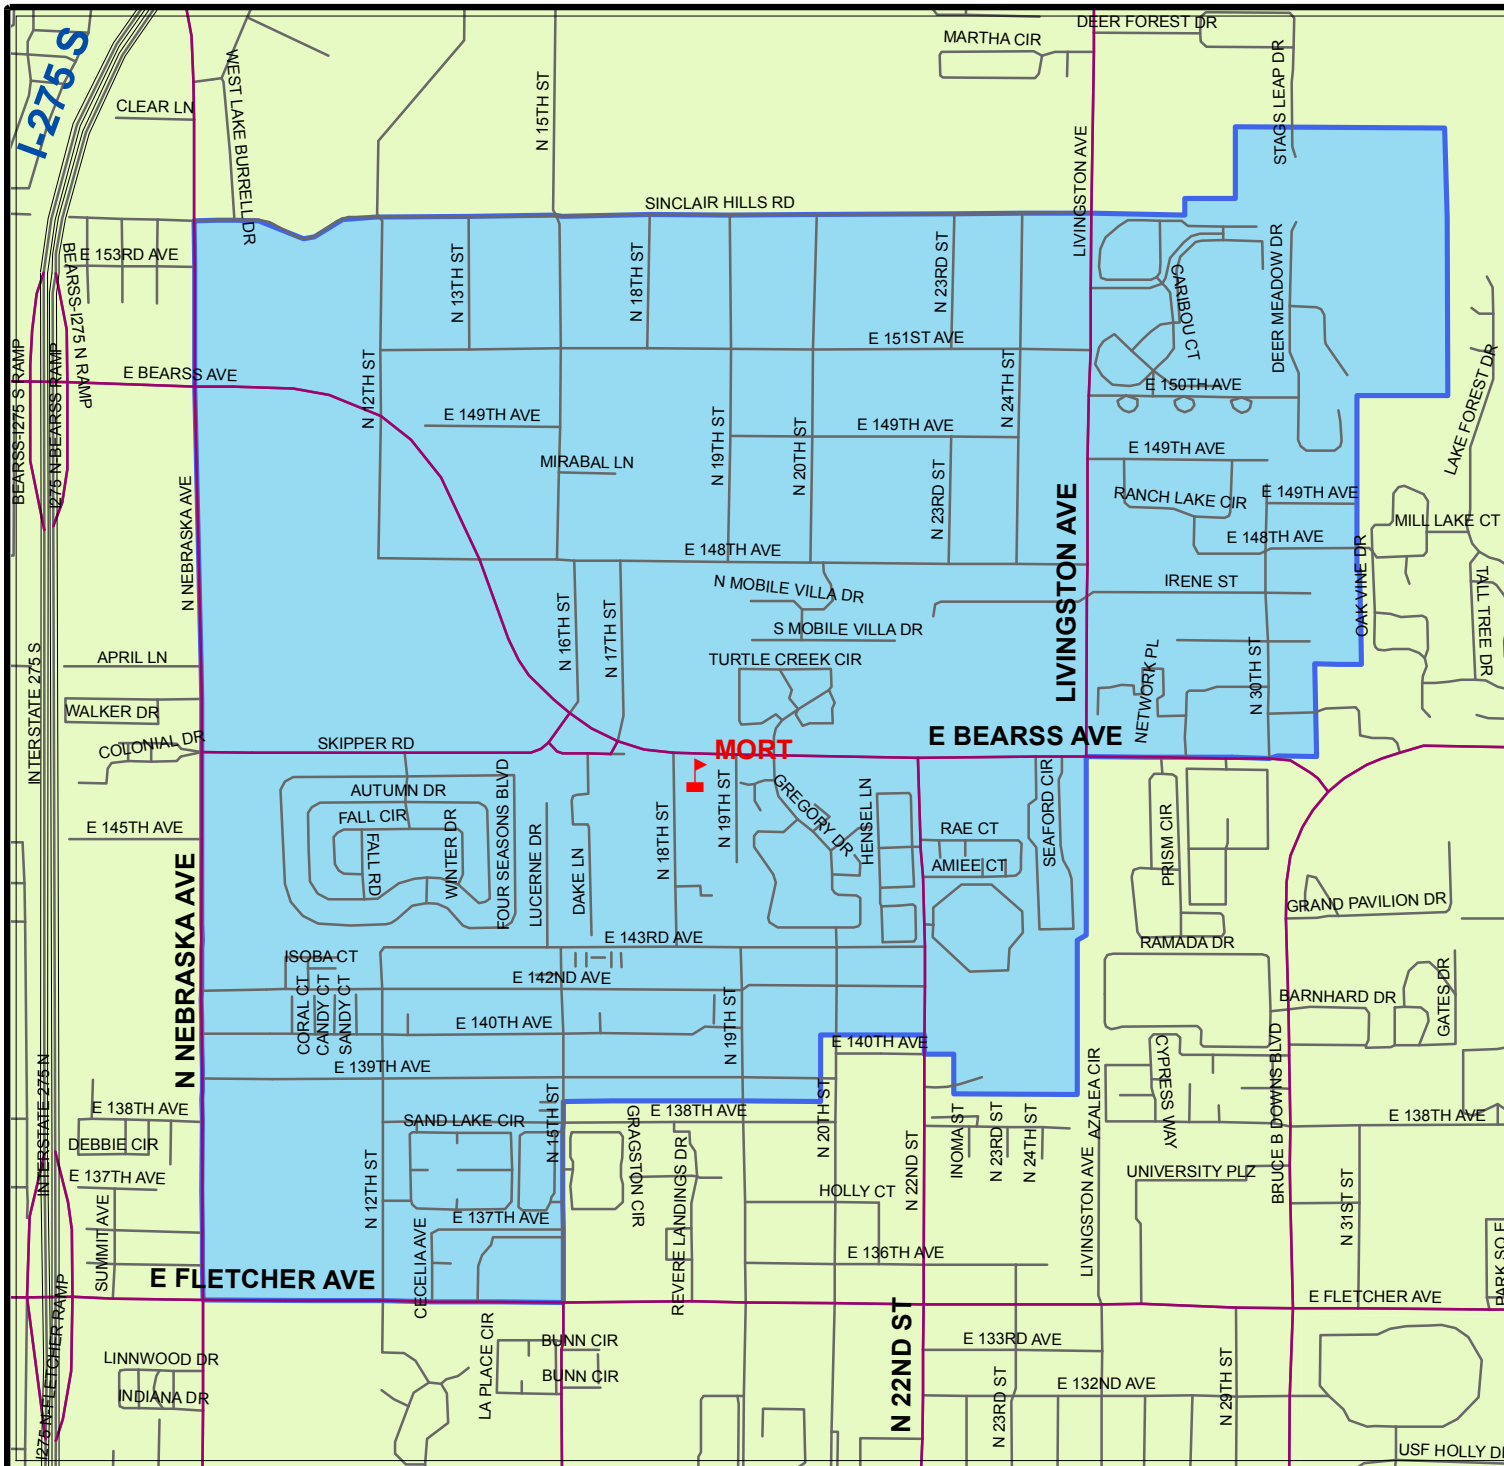 DEER FOREST DR
MARTHA CIR
I-275 S
WEST LAKE BURRELL DR
N 15TH ST
STAGS LEAP DR
CLEAR LN
LIVINGSTON AVE
SINCLAIR HILLS RD
E 153RD AVE
BEARSS-I275 N RAMP
N 13TH ST
N 18TH ST
N 23RD ST
CARIBOU CT
DEER MEADOW DR
E 151ST AVE
BEARSS-I275 S RAMP
I275 N-BEARSS RAMP
E BEARSS AVE
N 12TH ST
N 24TH ST
E 150TH AVE
LAKE FOREST DR
E 149TH AVE
N 19TH ST
N 20TH ST
E 149TH AVE
E 149TH AVE
MIRABAL LN
N 23RD ST
RANCH LAKE CIR
E 149TH AVE
MILL LAKE CT
N NEBRASKA AVE
LIVINGSTON AVE
E 148TH AVE
E 148TH AVE
OAK VINE DR
TALL TREE DR
N MOBILE VILLA DR
IRENE ST
N 16TH ST
N 17TH ST
S MOBILE VILLA DR
INTERSTATE 275 S
APRIL LN
TURTLE CREEK CIR
NETWORK PL
N 30TH ST
WALKER DR
COLONIAL DR
SKIPPER RD
MORT
E BEARSS AVE
AUTUMN DR
FOUR SEASONS BLVD
FALL CIR
FALL RD
WINTER DR
LUCERNE DR
DAKE LN
N 18TH ST
N 19TH ST
GREGORY DR
HENSEL LN
RAE CT
AMIEE CT
SEAFORD CIR
PRISM CIR
E 145TH AVE
N NEBRASKA AVE
GRAND PAVILION DR
E 143RD AVE
RAMADA DR
ISOBA CT
CORAL CT
CANDY CT
SANDY CT
E 142ND AVE
N 19TH ST
E 140TH AVE
BARNHARD DR
GATES DR
E 140TH AVE
E 139TH AVE
INTERSTATE 275 N
AZALEA CIR
CYPRESS WAY
BRUCE B DOWNS BLVD
E 138TH AVE
SAND LAKE CIR
N 15TH ST
E 138TH AVE
N 20TH ST
E 138TH AVE
DEBBIE CIR
GRAGSTON CIR
REVERE LANDINGS DR
N 22ND ST
INOMA ST
N 23RD ST
N 24TH ST
E 137TH AVE
UNIVERSITY PLZ
SUMMIT AVE
N 12TH ST
HOLLY CT
LIVINGSTON AVE
N 31ST ST
CECELIA AVE
E 137TH AVE
E 136TH AVE
PARK SQ E
E FLETCHER AVE
I275 N-FLETCHER RAMP
E FLETCHER AVE
N 22ND ST
LA PLACE CIR
BUNN CIR
E 133RD AVE
LINNWOOD DR
BUNN CIR
INDIANA DR
N 23RD ST
E 132ND AVE
N 29TH ST
USF HOLLY DR